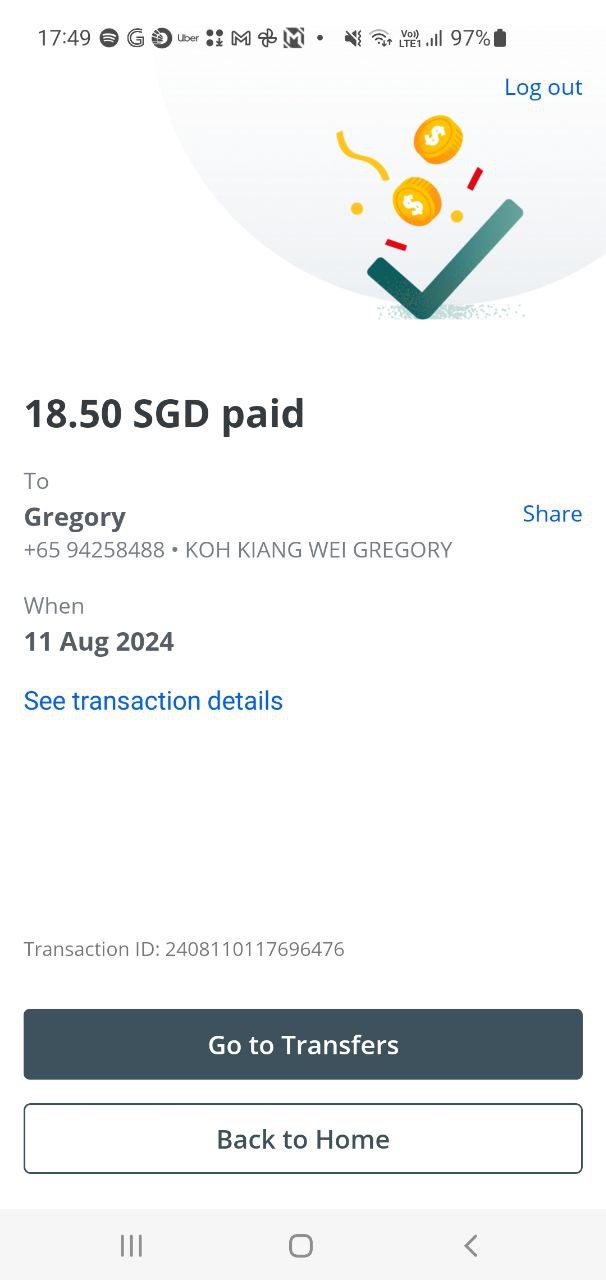 17:49 Uber Vo)) LTE1 97%
Log out
18.50 SGD paid
To
Gregory
Share
+65 94258488 • KOH KIANG WEI GREGORY
When
11 Aug 2024
See transaction details
Transaction ID: 2408110117696476
Go to Transfers
Back to Home